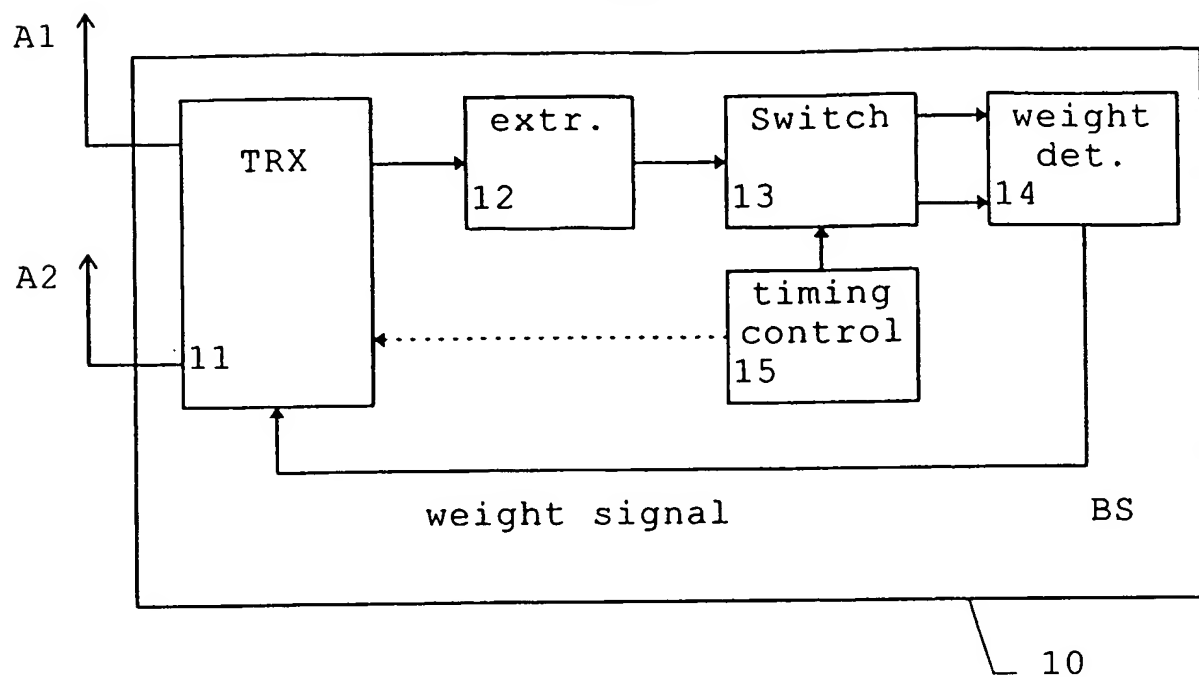 A1
TRX
extr.
12
Switch
13
weight
det.
14
A2
11
timing
control
15
weight signal
BS
10